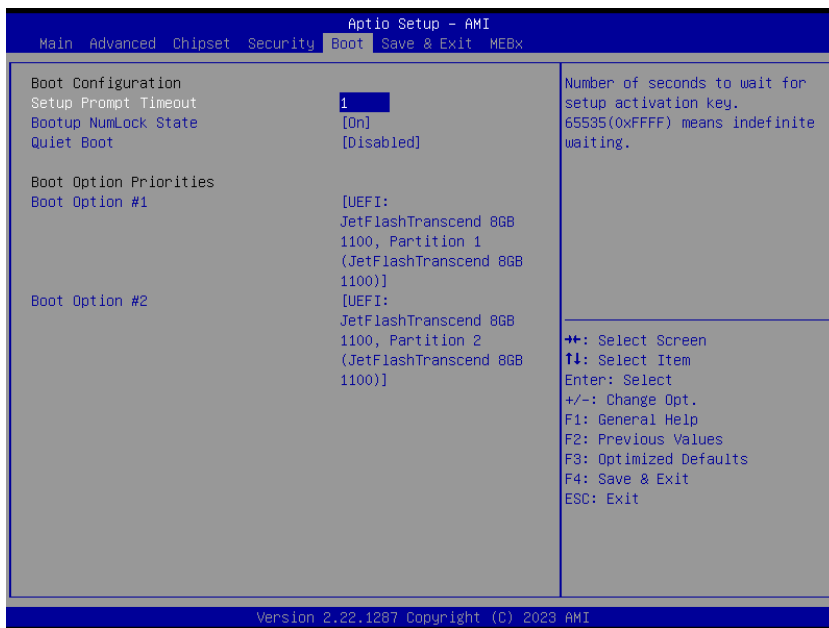 Aptio Setup - AMI
Main Advanced Chipset Security Boot Save & Exit MEBx
Boot Configuration
Setup Prompt Timeout 1
Bootup NumLock State [On]
Quiet Boot [Disabled]
Boot Option Priorities
Boot Option #1 [UEFI:
JetFlashTranscend 8GB
1100, Partition 1
(JetFlashTranscend 8GB
1100)]
Boot Option #2 [UEFI:
JetFlashTranscend 8GB
1100, Partition 2
(JetFlashTranscend 8GB
1100)]
Number of seconds to wait for
setup activation key.
65535(0xFFFF) means indefinite
waiting.
→←: Select Screen
↑↓: Select Item
Enter: Select
+/-: Change Opt.
F1: General Help
F2: Previous Values
F3: Optimized Defaults
F4: Save & Exit
ESC: Exit
Version 2.22.1287 Copyright (C) 2023 AMI